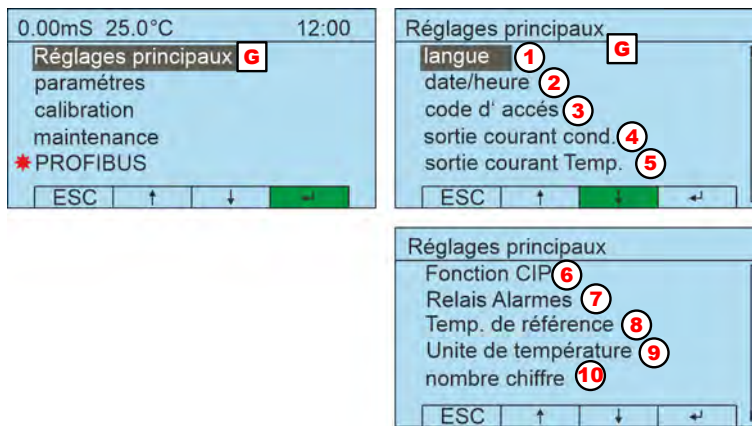 0.00mS 25.0°C 12:00
Réglages principaux G
paramétres
calibration
maintenance
PROFIBUS
ESC ↑ ↓ ↵
Réglages principaux
G
langue 1
date/heure 2
code d' accés 3
sortie courant cond. 4
sortie courant Temp. 5
ESC ↑ ↓ ↵
Réglages principaux
Fonction CIP 6
Relais Alarmes 7
Temp. de référence 8
Unite de température 9
nombre chiffre 10
ESC ↑ ↓ ↵